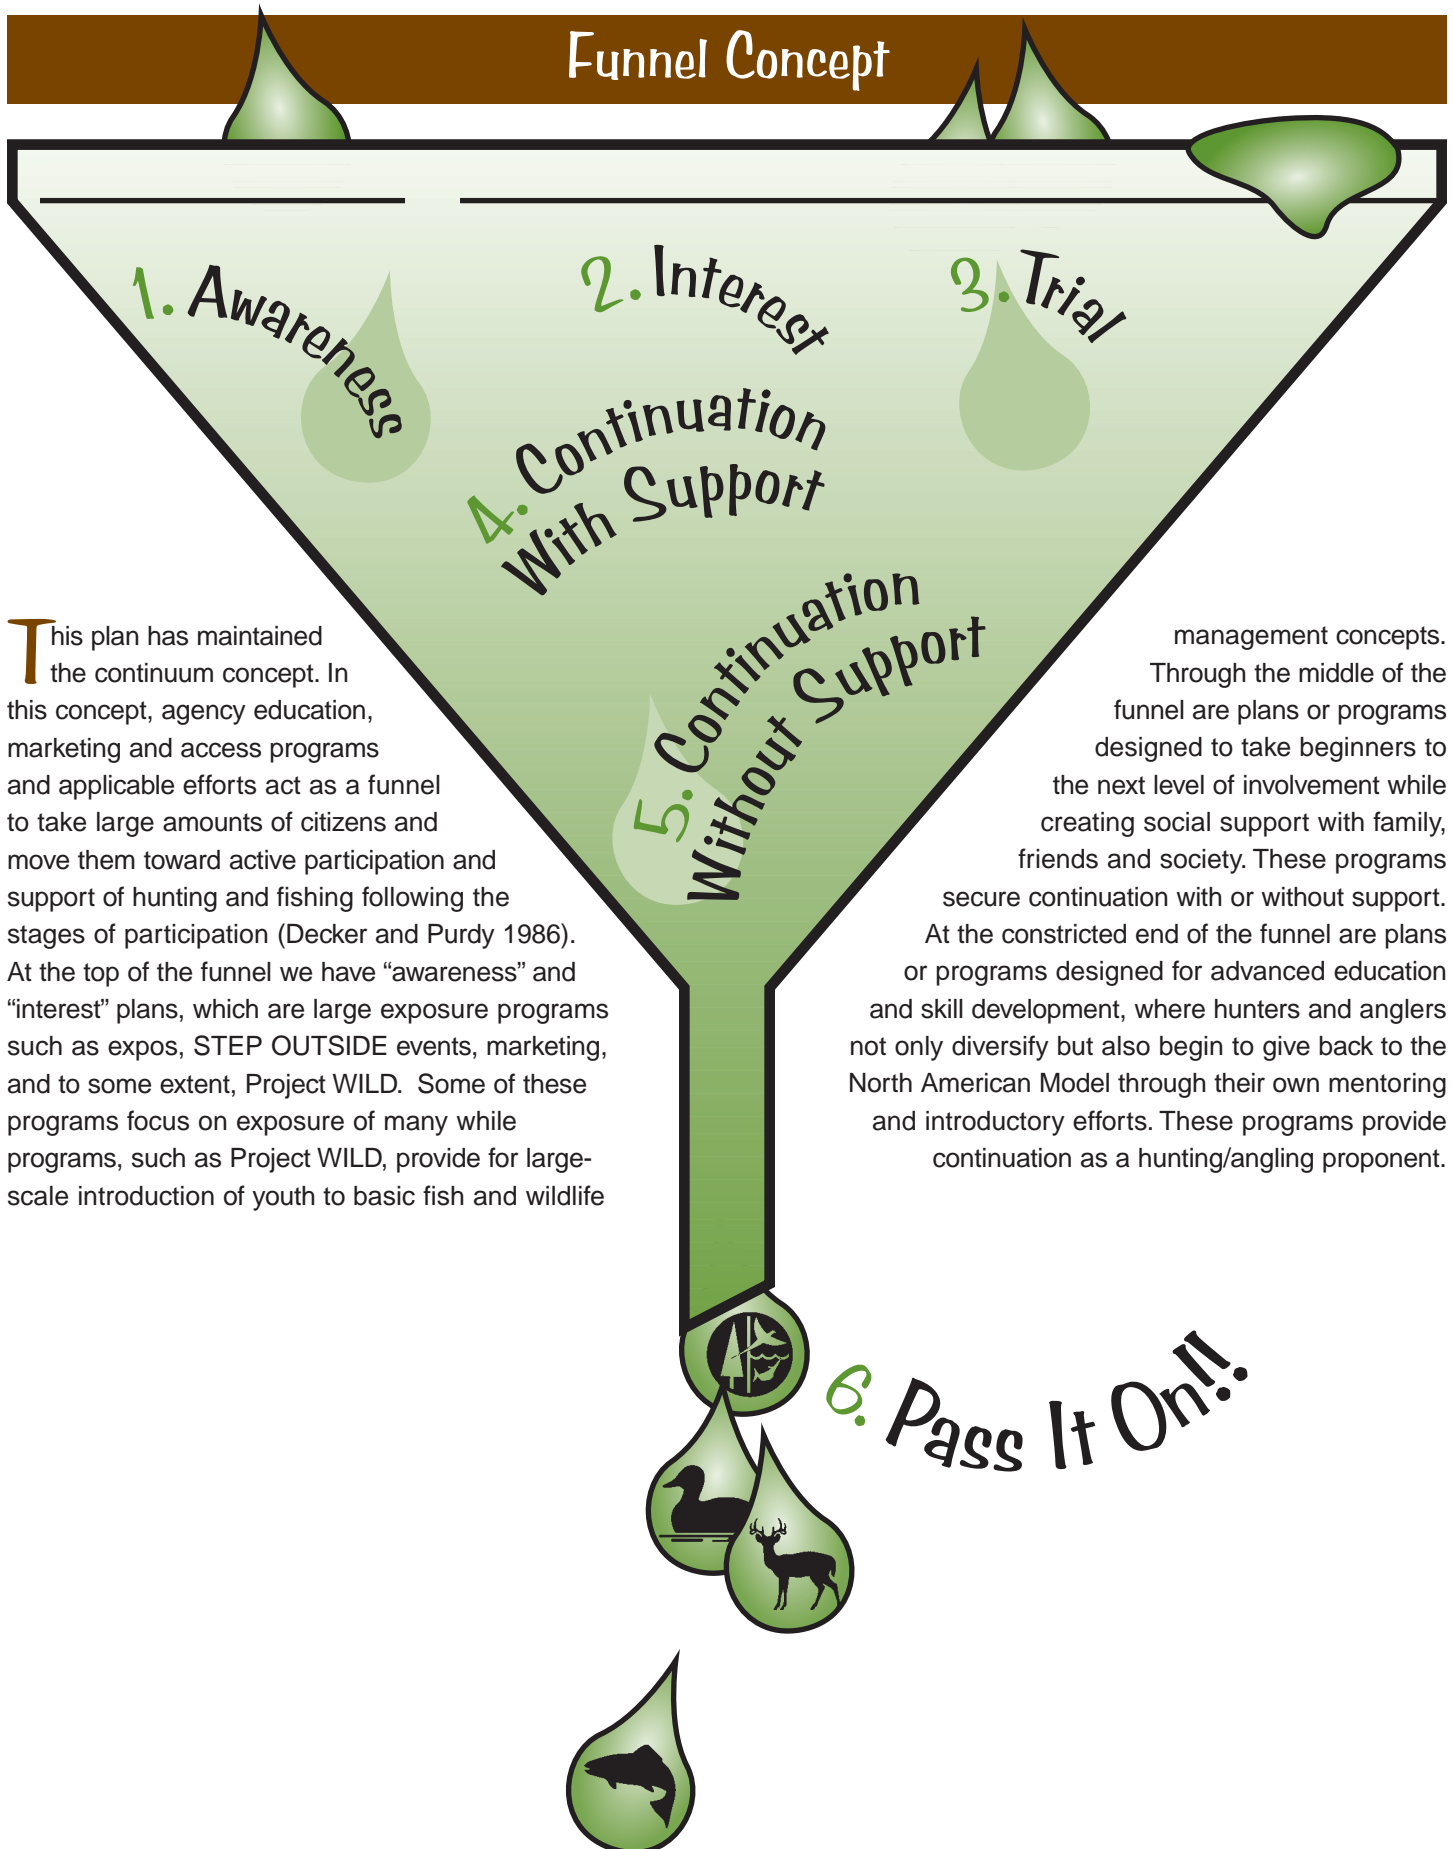 Funnel Concept
1. Awareness
2. Interest
3. Trial
4. Continuation
With Support
5. Continuation
Without Support
This plan has maintained
the continuum concept. In
this concept, agency education,
marketing and access programs
and applicable efforts act as a funnel
to take large amounts of citizens and
move them toward active participation and
support of hunting and fishing following the
stages of participation (Decker and Purdy 1986).
At the top of the funnel we have “awareness” and
“interest” plans, which are large exposure programs
such as expos, STEP OUTSIDE events, marketing,
and to some extent, Project WILD.  Some of these
programs focus on exposure of many while
programs, such as Project WILD, provide for large-
scale introduction of youth to basic fish and wildlife
management concepts.
Through the middle of the
funnel are plans or programs
designed to take beginners to
the next level of involvement while
creating social support with family,
friends and society. These programs
secure continuation with or without support.
At the constricted end of the funnel are plans
or programs designed for advanced education
and skill development, where hunters and anglers
not only diversify but also begin to give back to the
North American Model through their own mentoring
and introductory efforts. These programs provide
continuation as a hunting/angling proponent.
6. Pass It On!!